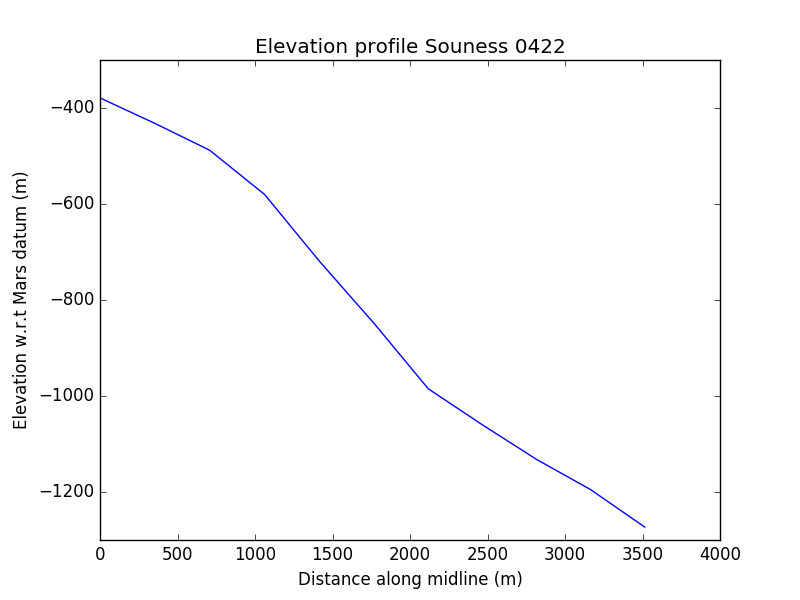 Elevation profile Souness 0422
Elevation w.r.t Mars datum (m)
−400
−600
−800
−1000
−1200
0 500 1000 1500 2000 2500 3000 3500 4000
Distance along midline (m)